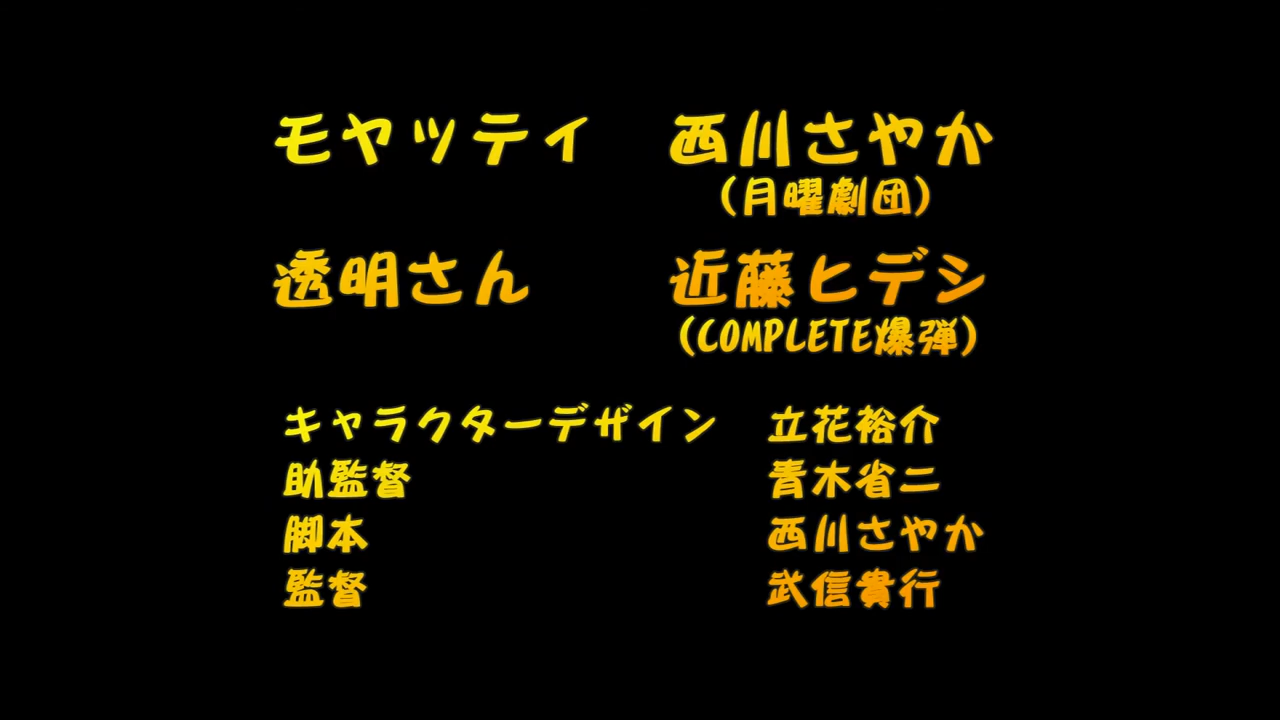 モヤッティ 西川さやか
(月曜劇団)
透明さん 近藤ヒデシ
(COMPLETE爆弾)
キャラクターデザイン 立花裕介
助監督 青木省二
脚本 西川さやか
監督 武信貴行